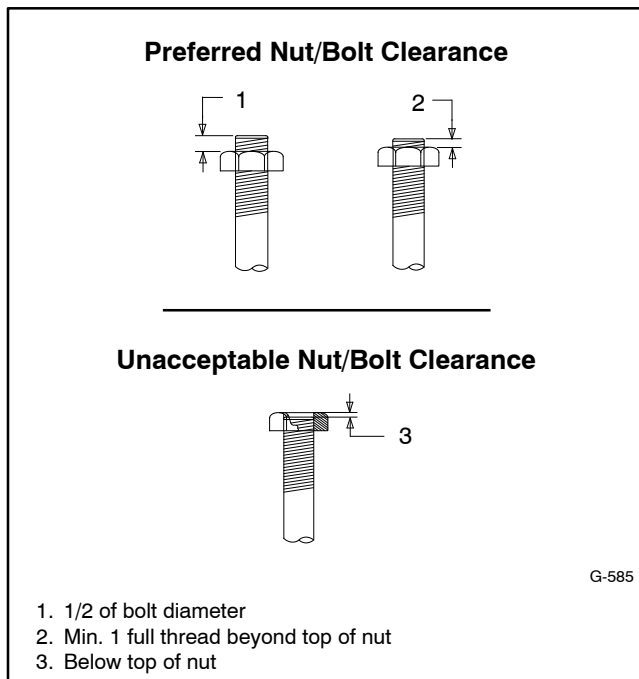 Preferred Nut/Bolt Clearance
1
2
Unacceptable Nut/Bolt Clearance
3
G-585
1. 1/2 of bolt diameter
2. Min. 1 full thread beyond top of nut
3. Below top of nut